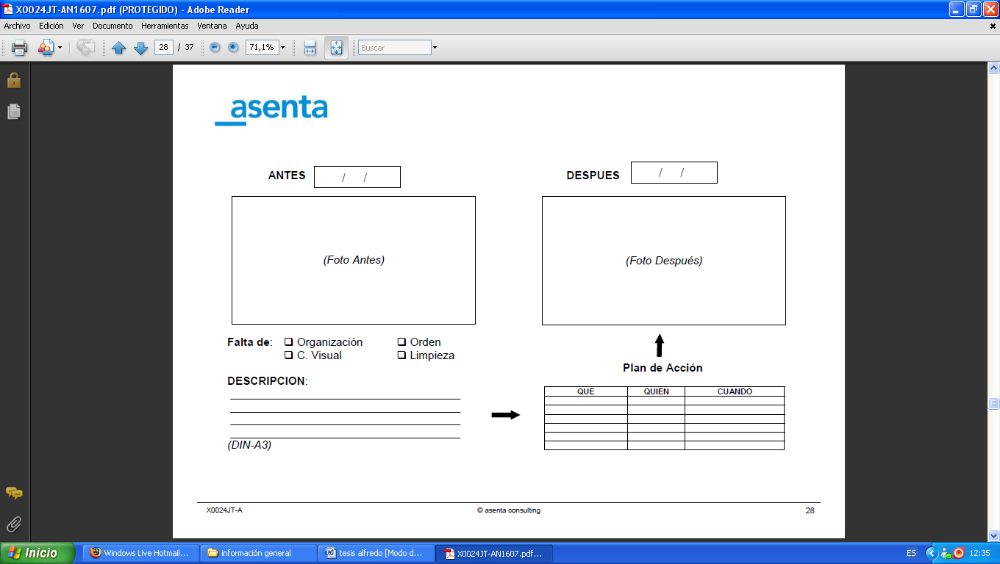 X0024JT-AN1607.pdf (PROTEGIDO) - Adobe Reader
Archivo Edición Ver Documento Herramientas Ventana Ayuda
28 / 37 71,1% Buscar
asenta
ANTES / / DESPUES / /
(Foto Antes) (Foto Después)
Falta de: Organización Orden
C. Visual Limpieza
Plan de Acción
DESCRIPCION:
QUE QUIEN CUANDO
(DIN-A3)
X0024JT-A © asenta consulting 28
Inicio Windows Live Hotmail... información general tesis alfredo [Modo d... X0024JT-AN1607.pdf... ES 12:35